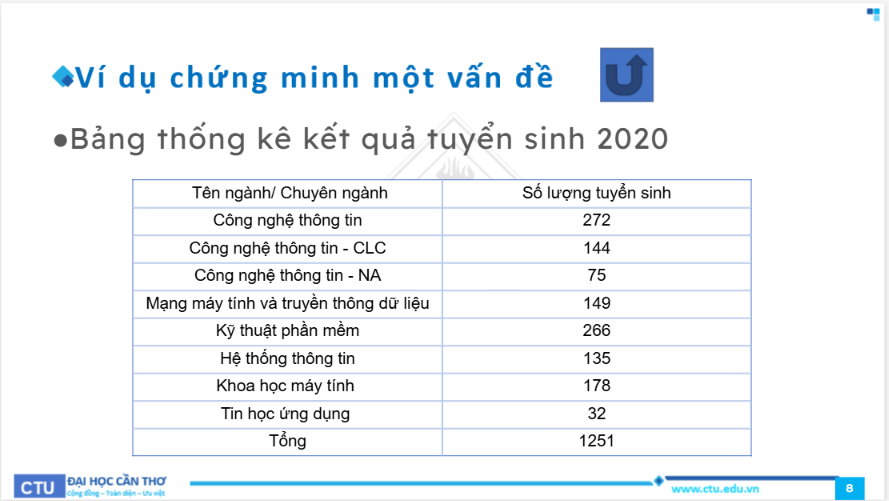 Ví dụ chứng minh một vấn đề
●Bảng thống kê kết quả tuyển sinh 2020
Tên ngành/ Chuyên ngành Số lượng tuyển sinh
Công nghệ thông tin 272
Công nghệ thông tin - CLC 144
Công nghệ thông tin - NA 75
Mạng máy tính và truyền thông dữ liệu 149
Kỹ thuật phần mềm 266
Hệ thống thông tin 135
Khoa học máy tính 178
Tin học ứng dụng 32
Tổng 1251
CTU ĐẠI HỌC CẦN THƠ
Cộng đồng – Toàn diện – Ưu việt
www.ctu.edu.vn
8